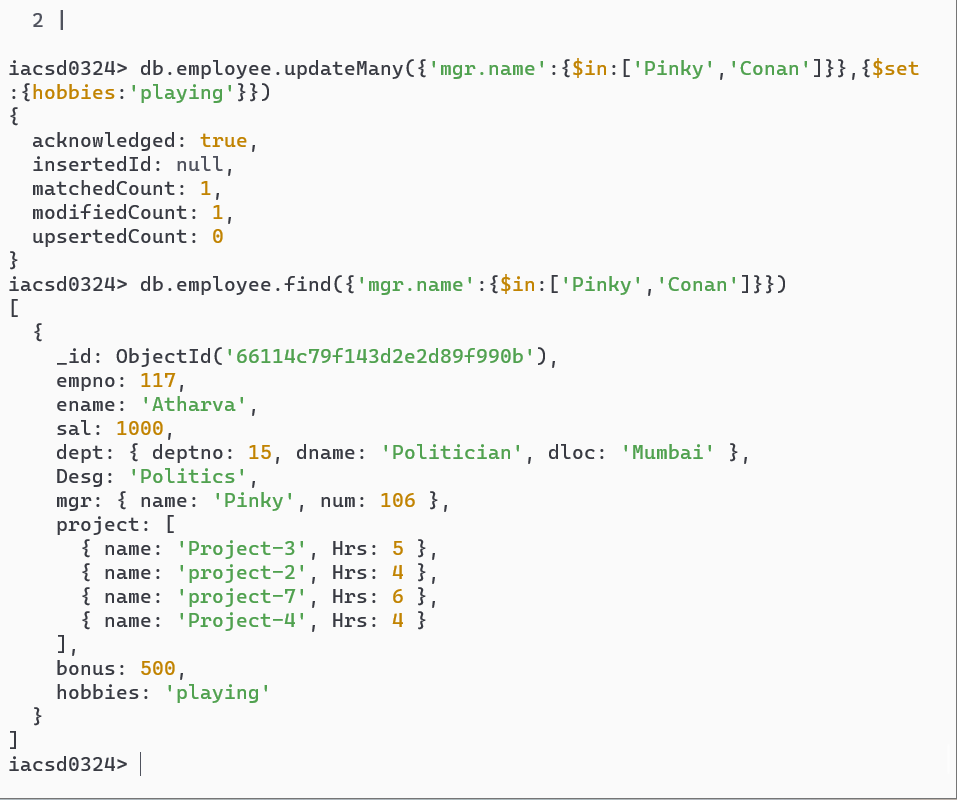 2 |
iacsd0324> db.employee.updateMany({'mgr.name':{$in:['Pinky','Conan']}},{$set
:{hobbies:'playing'}})
{
  acknowledged: true,
  insertedId: null,
  matchedCount: 1,
  modifiedCount: 1,
  upsertedCount: 0
}
iacsd0324> db.employee.find({'mgr.name':{$in:['Pinky','Conan']}})
[
  {
    _id: ObjectId('66114c79f143d2e2d89f990b'),
    empno: 117,
    ename: 'Atharva',
    sal: 1000,
    dept: { deptno: 15, dname: 'Politician', dloc: 'Mumbai' },
    Desg: 'Politics',
    mgr: { name: 'Pinky', num: 106 },
    project: [
      { name: 'Project-3', Hrs: 5 },
      { name: 'project-2', Hrs: 4 },
      { name: 'project-7', Hrs: 6 },
      { name: 'Project-4', Hrs: 4 }
    ],
    bonus: 500,
    hobbies: 'playing'
  }
]
iacsd0324>